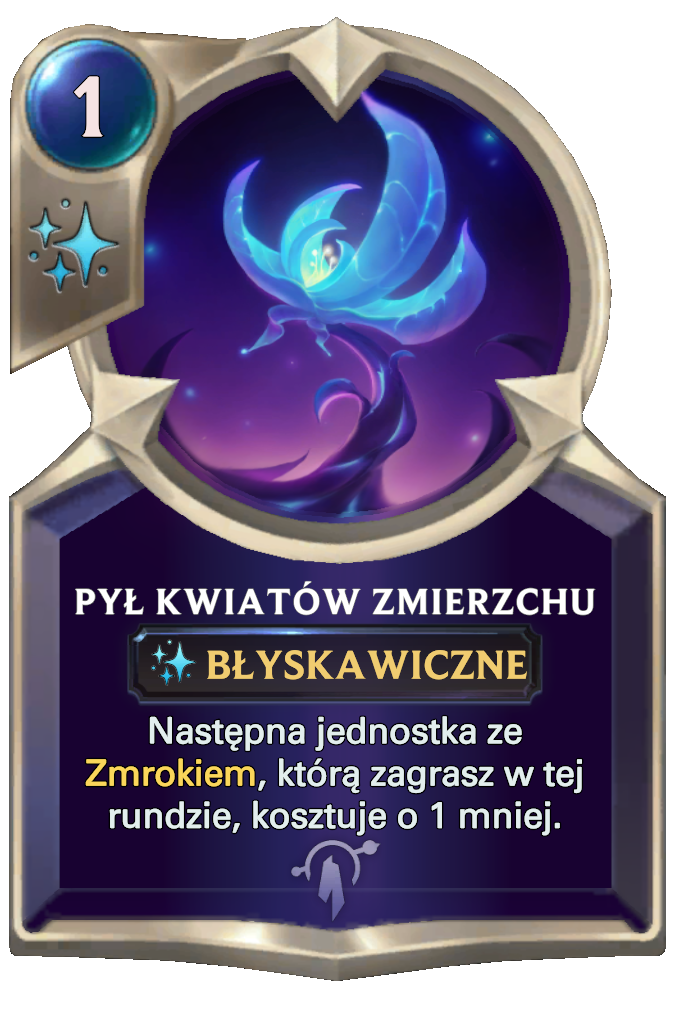 1
PYŁ KWIATÓW ZMIERZCHU
BŁYSKAWICZNE
Następna jednostka ze
Zmrokiem, którą zagrasz w tej
rundzie, kosztuje o 1 mniej.